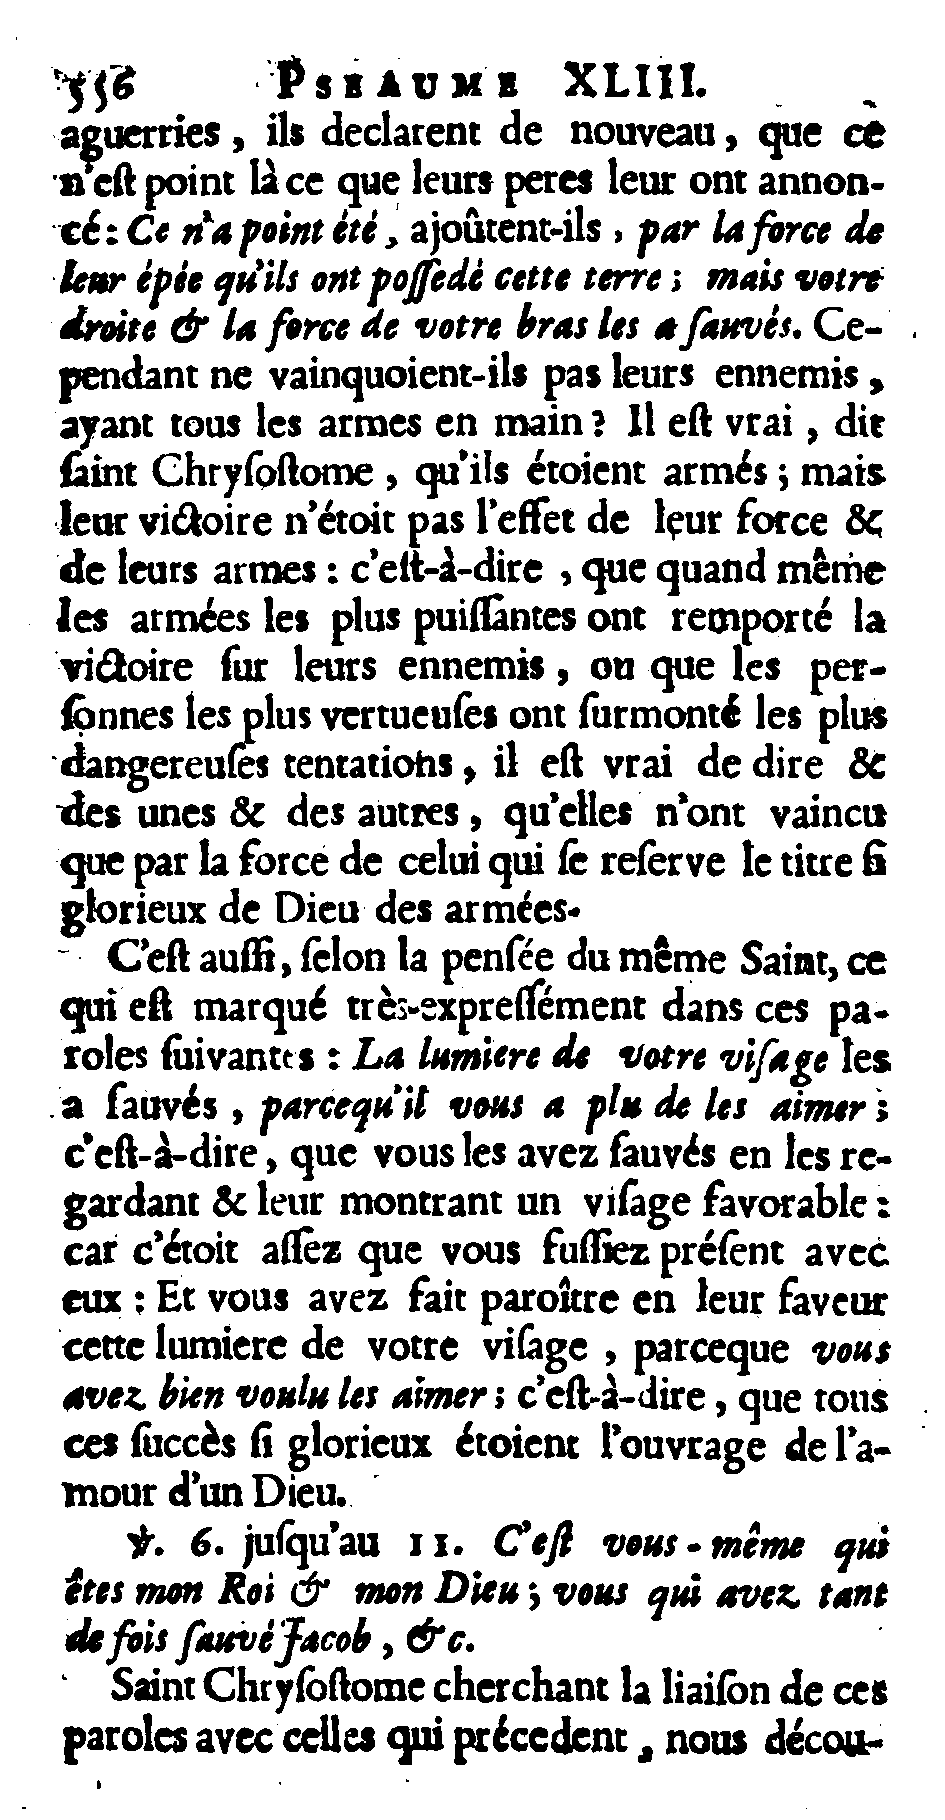 556 PSEAUME XLIII.
aguerries, ils declarent de nouveau, que ce
n'eſt point là ce que leurs peres leur ont annon-
cé: Ce n'a point été, ajoûtent-ils, par la force de
leur épée qu'ils ont poſſedé cette terre; mais votre
droite & la force de votre bras les a ſauvés. Ce-
pendant ne vainquoient-ils pas leurs ennemis,
ayant tous les armes en main? Il eſt vrai, dit
ſaint Chryſoſtome, qu'ils étoient armés; mais
leur victoire n'étoit pas l'effet de leur force &
de leurs armes: c'eſt-à-dire, que quand même
les armées les plus puiſſantes ont remporté la
victoire ſur leurs ennemis, ou que les per-
ſonnes les plus vertueuſes ont ſurmonté les plus
dangereuſes tentations, il eſt vrai de dire &
des unes & des autres, qu'elles n'ont vaincu
que par la force de celui qui ſe reſerve le titre ſi
glorieux de Dieu des armées.
C'eſt auſſi, ſelon la penſée du même Saint, ce
qui eſt marqué très-expreſſément dans ces pa-
roles ſuivantes: La lumiere de votre viſage les
a ſauvés, parcequ'il vous a plu de les aimer;
c'eſt-à-dire, que vous les avez ſauvés en les re-
gardant & leur montrant un viſage favorable:
car c'étoit aſſez que vous fuſſiez préſent avec
eux: Et vous avez fait paroître en leur faveur
cette lumiere de votre viſage, parceque vous
avez bien voulu les aimer; c'eſt-à-dire, que tous
ces ſuccès ſi glorieux étoient l'ouvrage de l'a-
mour d'un Dieu.
℣. 6. juſqu'au 11. C'eſt vous-même qui
êtes mon Roi & mon Dieu; vous qui avez tant
de fois ſauvé Jacob, &c.
Saint Chryſoſtome cherchant la liaiſon de ces
paroles avec celles qui précedent, nous décou-